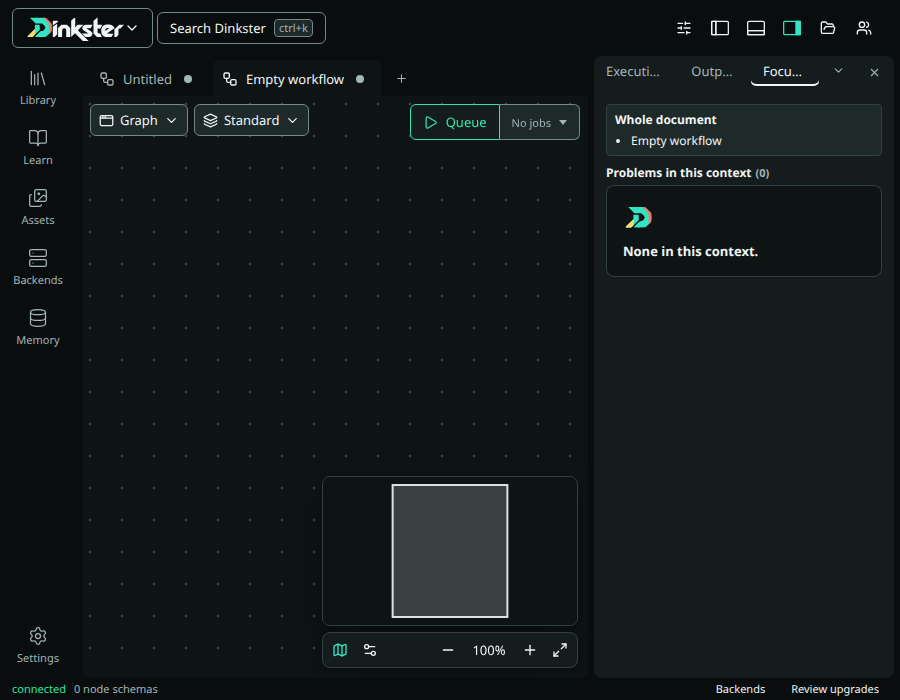 Dinkster
Search Dinkster ctrl+k
Library
Learn
Assets
Backends
Memory
Settings
Untitled
Empty workflow
Graph
Standard
Queue
No jobs
100%
Executi...
Outp...
Focu...
Whole document
• Empty workflow
Problems in this context (0)
None in this context.
connected 0 node schemas
Backends
Review upgrades